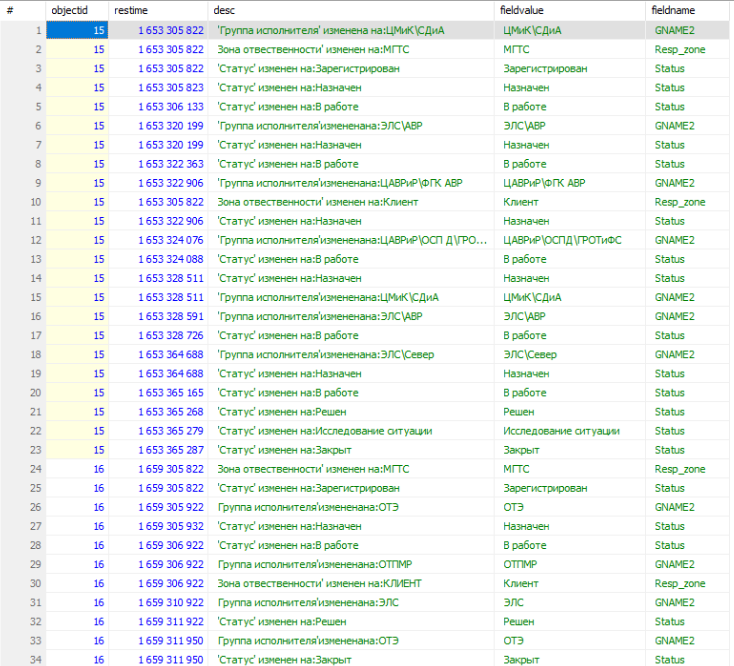 # objectid restime desc fieldvalue fieldname
1 15 1 653 305 822 'Группа исполнителя' изменена на:ЦМиК\СДиА ЦМиК\СДиА GNAME2
2 15 1 653 305 822 Зона отвественности' изменен на:МГТС МГТС Resp_zone
3 15 1 653 305 822 'Статус' изменен на:Зарегистрирован Зарегистрирован Status
4 15 1 653 305 823 'Статус' изменен на:Назначен Назначен Status
5 15 1 653 306 133 'Статус' изменен на:В работе В работе Status
6 15 1 653 320 199 'Группа исполнителя'измененана:ЭЛС\АВР ЭЛС\АВР GNAME2
7 15 1 653 320 199 'Статус' изменен на:Назначен Назначен Status
8 15 1 653 322 363 'Статус' изменен на:В работе В работе Status
9 15 1 653 322 906 'Группа исполнителя'измененана:ЦАВРиР\ФГК АВР ЦАВРиР\ФГК АВР GNAME2
10 15 1 653 305 822 Зона отвественности' изменен на:Клиент Клиент Resp_zone
11 15 1 653 322 906 'Статус' изменен на:Назначен Назначен Status
12 15 1 653 324 076 'Группа исполнителя'измененана:ЦАВРиР\ОСП Д\ГРО... ЦАВРиР\ОСПД\ГРОТиФС GNAME2
13 15 1 653 324 088 'Статус' изменен на:В работе В работе Status
14 15 1 653 328 511 'Статус' изменен на:Назначен Назначен Status
15 15 1 653 328 511 'Группа исполнителя'измененана:ЦМиК\СДиА ЦМиК\СДиА GNAME2
16 15 1 653 328 591 'Группа исполнителя'измененана:ЭЛС\АВР ЭЛС\АВР GNAME2
17 15 1 653 328 726 'Статус' изменен на:В работе В работе Status
18 15 1 653 364 688 'Группа исполнителя'измененана:ЭЛС\Север ЭЛС\Север GNAME2
19 15 1 653 364 688 'Статус' изменен на:Назначен Назначен Status
20 15 1 653 365 165 'Статус' изменен на:В работе В работе Status
21 15 1 653 365 268 'Статус' изменен на:Решен Решен Status
22 15 1 653 365 279 'Статус' изменен на:Исследование ситуации Исследование ситуации Status
23 15 1 653 365 287 'Статус' изменен на:Закрыт Закрыт Status
24 16 1 659 305 822 Зона отвественности' изменен на:МГТС МГТС Resp_zone
25 16 1 659 305 822 'Статус' изменен на:Зарегистрирован Зарегистрирован Status
26 16 1 659 305 922 Группа исполнителя'измененана:ОТЭ ОТЭ GNAME2
27 16 1 659 305 932 'Статус' изменен на:Назначен Назначен Status
28 16 1 659 306 922 'Статус' изменен на:В работе В работе Status
29 16 1 659 306 922 Группа исполнителя'измененана:ОТПМР ОТПМР GNAME2
30 16 1 659 306 922 Зона отвественности' изменен на:КЛИЕНТ Клиент Resp_zone
31 16 1 659 310 922 Группа исполнителя'измененана:ЭЛС ЭЛС GNAME2
32 16 1 659 311 922 'Статус' изменен на:Решен Решен Status
33 16 1 659 311 950 Группа исполнителя'измененана:ОТЭ ОТЭ GNAME2
34 16 1 659 311 950 'Статус' изменен на:Закрыт Закрыт Status